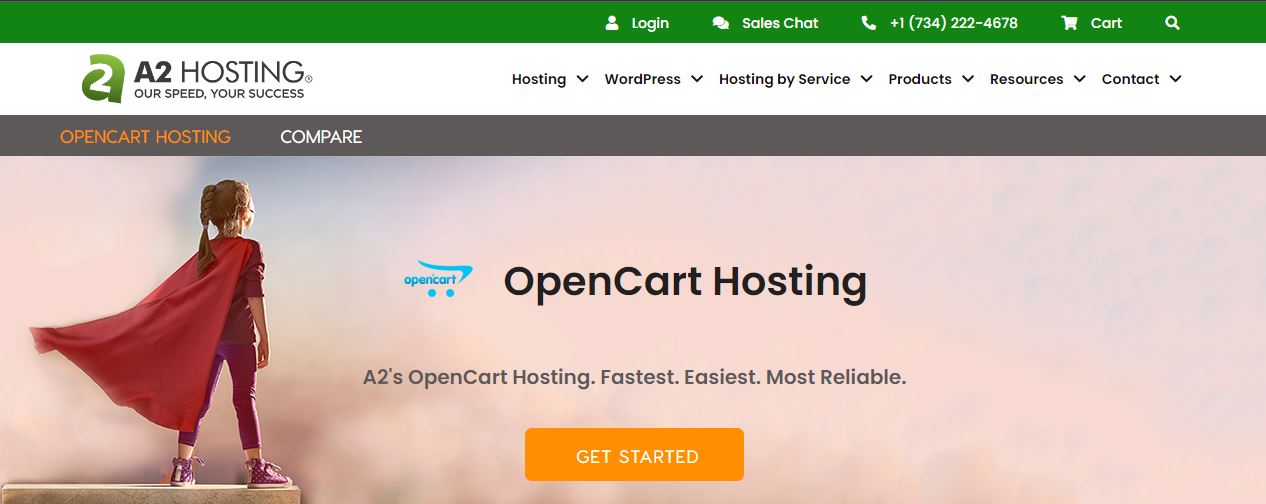 Login Sales Chat +1 (734) 222-4678 Cart
A2 HOSTING®
OUR SPEED, YOUR SUCCESS
Hosting WordPress Hosting by Service Products Resources Contact
OPENCART HOSTING COMPARE
opencart
OpenCart Hosting
A2's OpenCart Hosting. Fastest. Easiest. Most Reliable.
GET STARTED